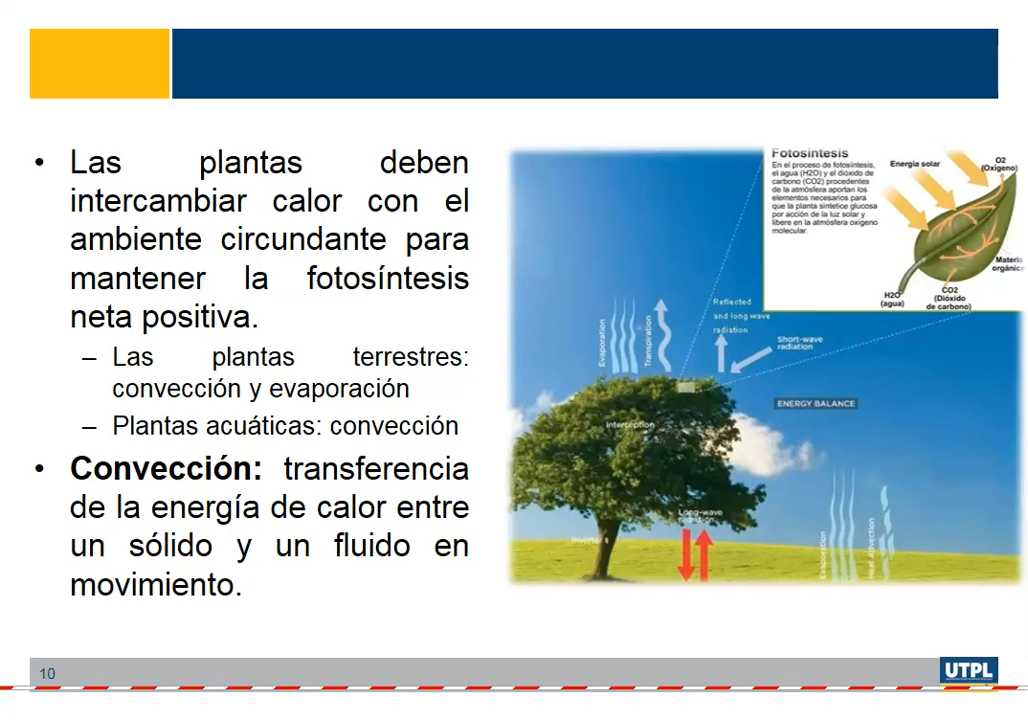 • Las plantas deben
intercambiar calor con el
ambiente circundante para
mantener la fotosíntesis
neta positiva.
– Las plantas terrestres:
convección y evaporación
– Plantas acuáticas: convección
• Convección: transferencia
de la energía de calor entre
un sólido y un fluido en
movimiento.
Fotosíntesis
En el proceso de fotosíntesis,
el agua (H2O) y el dióxido de
carbono (CO2) procedentes
de la atmósfera aportan los
elementos necesarios para
que la planta sintetice glucosa
por acción de la luz solar y
libere en la atmósfera oxígeno
molecular.
Energía solar
O2
(Oxígeno)
Materia
orgánica
H2O
(agua)
CO2
(Dióxido
de carbono)
Evaporation
Transpiration
Reflected
and long wave
radiation
Short-wave
radiation
ENERGY BALANCE
Interception
Long-wave
radiation
Evaporation
Heat Advection
10
UTPL